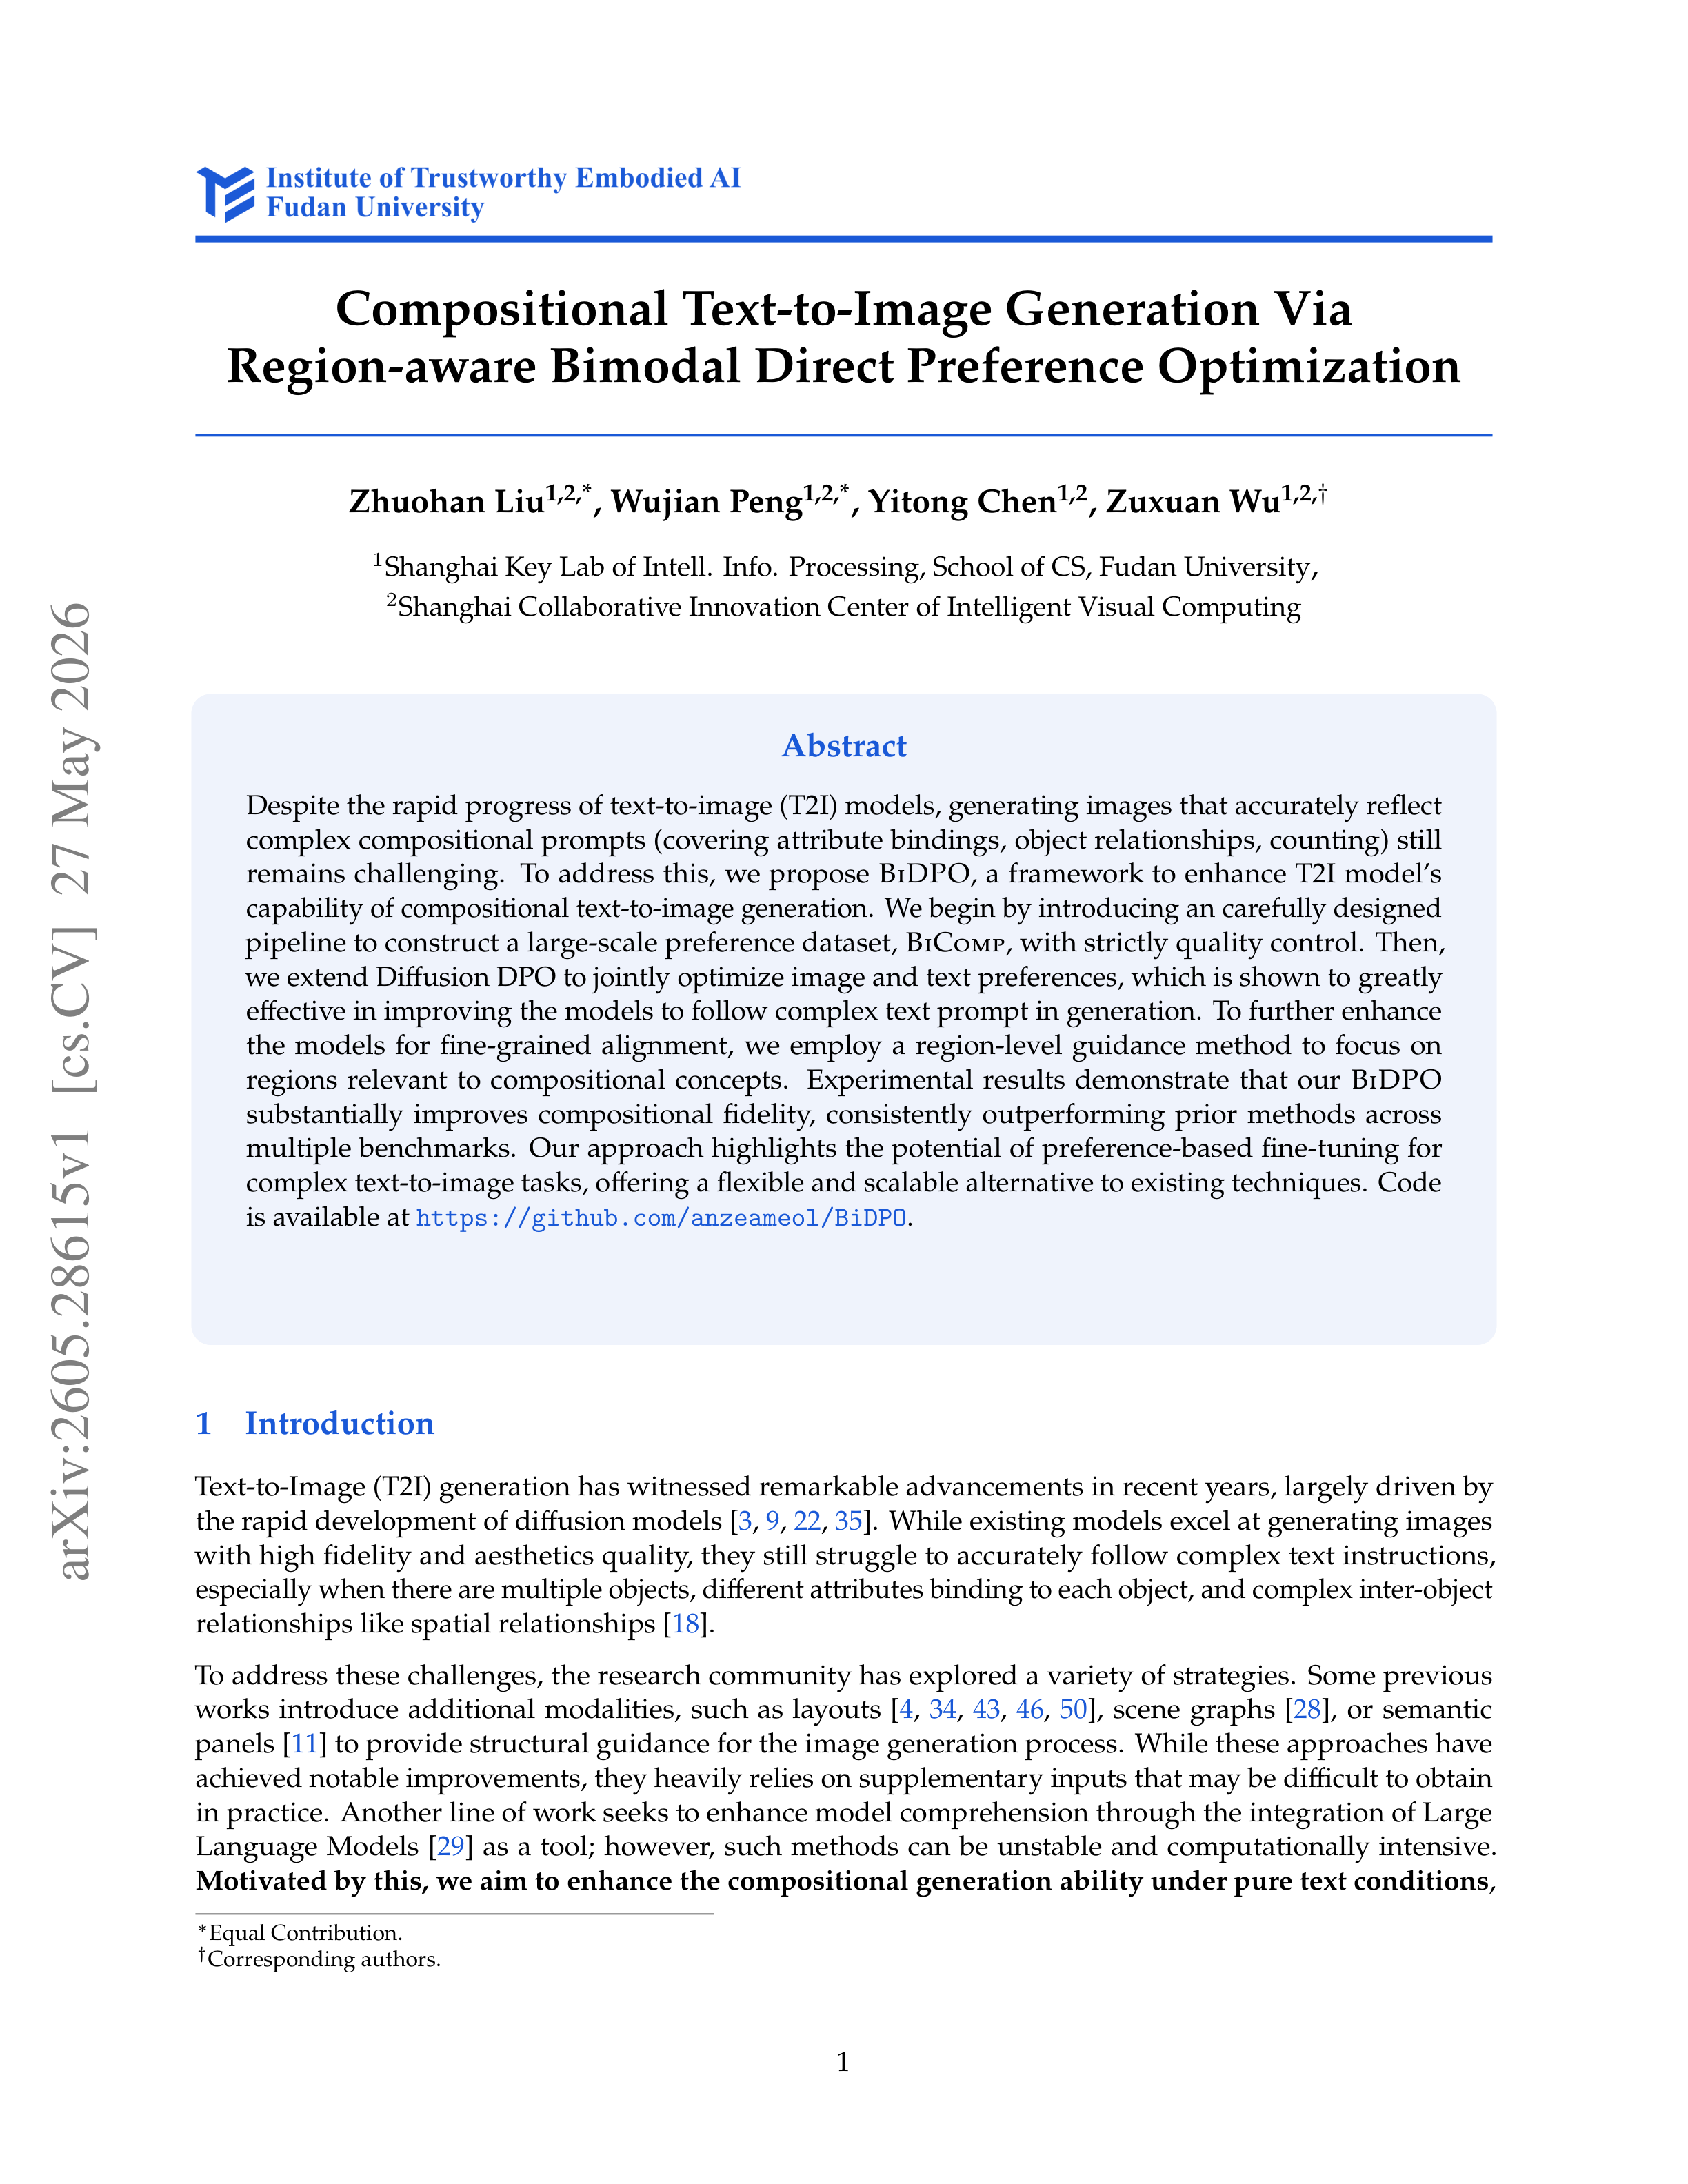 Institute of Trustworthy Embodied AI
Fudan University
Compositional Text-to-Image Generation Via
Region-aware Bimodal Direct Preference Optimization
Zhuohan Liu1,2,*, Wujian Peng1,2,*, Yitong Chen1,2, Zuxuan Wu1,2,†
1Shanghai Key Lab of Intell. Info. Processing, School of CS, Fudan University,
2Shanghai Collaborative Innovation Center of Intelligent Visual Computing
arXiv:2605.28615v1 [cs.CV] 27 May 2026
Abstract
Despite the rapid progress of text-to-image (T2I) models, generating images that accurately reflect
complex compositional prompts (covering attribute bindings, object relationships, counting) still
remains challenging. To address this, we propose BIDPO, a framework to enhance T2I model's
capability of compositional text-to-image generation. We begin by introducing an carefully designed
pipeline to construct a large-scale preference dataset, BICOMP, with strictly quality control. Then,
we extend Diffusion DPO to jointly optimize image and text preferences, which is shown to greatly
effective in improving the models to follow complex text prompt in generation. To further enhance
the models for fine-grained alignment, we employ a region-level guidance method to focus on
regions relevant to compositional concepts. Experimental results demonstrate that our BIDPO
substantially improves compositional fidelity, consistently outperforming prior methods across
multiple benchmarks. Our approach highlights the potential of preference-based fine-tuning for
complex text-to-image tasks, offering a flexible and scalable alternative to existing techniques. Code
is available at https://github.com/anzeameol/BiDPO.
1 Introduction
Text-to-Image (T2I) generation has witnessed remarkable advancements in recent years, largely driven by
the rapid development of diffusion models [3, 9, 22, 35]. While existing models excel at generating images
with high fidelity and aesthetics quality, they still struggle to accurately follow complex text instructions,
especially when there are multiple objects, different attributes binding to each object, and complex inter-object
relationships like spatial relationships [18].
To address these challenges, the research community has explored a variety of strategies. Some previous
works introduce additional modalities, such as layouts [4, 34, 43, 46, 50], scene graphs [28], or semantic
panels [11] to provide structural guidance for the image generation process. While these approaches have
achieved notable improvements, they heavily relies on supplementary inputs that may be difficult to obtain
in practice. Another line of work seeks to enhance model comprehension through the integration of Large
Language Models [29] as a tool; however, such methods can be unstable and computationally intensive.
Motivated by this, we aim to enhance the compositional generation ability under pure text conditions,
*Equal Contribution.
†Corresponding authors.
1